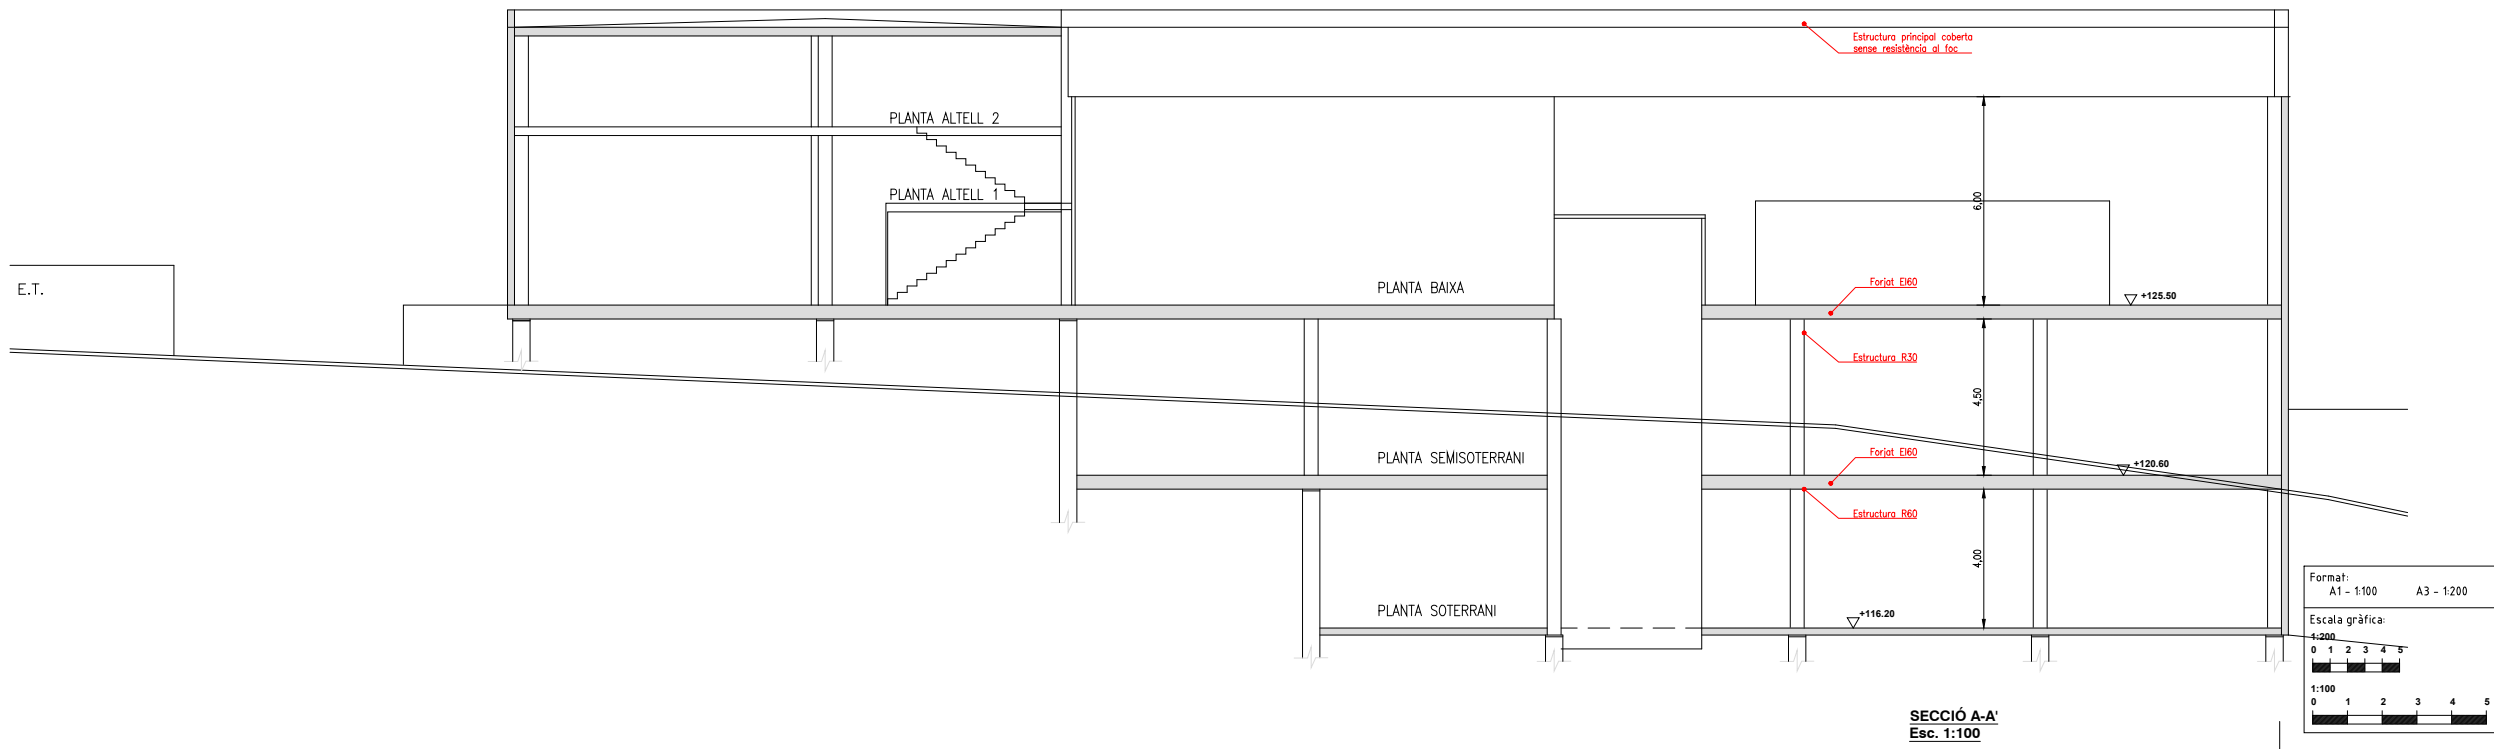 Estructura principal coberta
sense resistència al foc
PLANTA ALTELL 2
PLANTA ALTELL 1
6,00
E.T.
PLANTA BAIXA
Forjat EI60
+125.50
Estructura R30
4,50
PLANTA SEMISOTERRANI
Forjat EI60
+120.60
Estructura R60
4,00
PLANTA SOTERRANI
+116.20
Format:
A1 - 1:100 A3 - 1:200
Escala gràfica:
1:200
0 1 2 3 4 5
1:100
0 1 2 3 4 5
SECCIÓ A-A'
Esc. 1:100